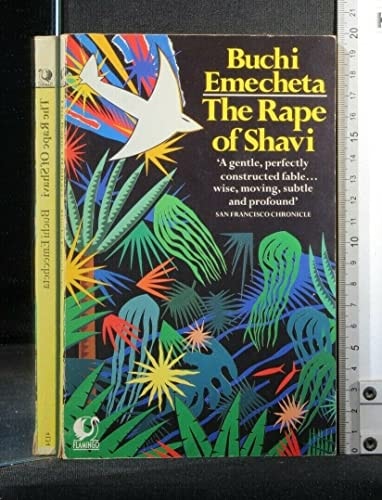 Buchi
Emecheta
The Rape
of Shavi
'A gentle, perfectly
constructed fable...
wise, moving, subtle
and profound'
SAN FRANCISCO CHRONICLE
FLAMINGO
The Rape Of Shavi Buchi Emecheta